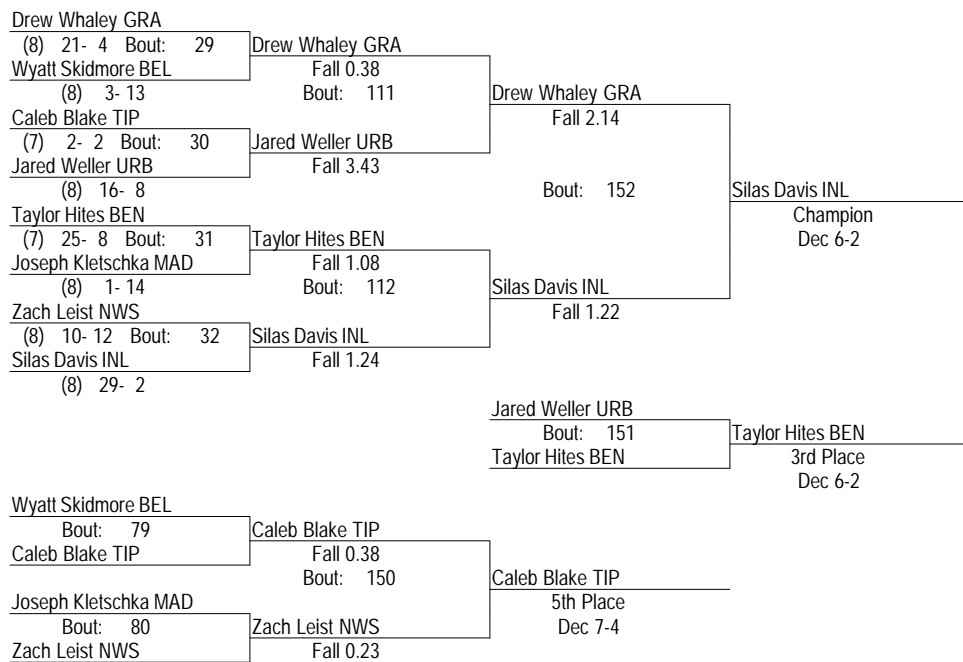 Drew Whaley GRA
(8) 21- 4 Bout: 29
Drew Whaley GRA
Wyatt Skidmore BEL
Fall 0.38
(8) 3- 13
Bout: 111
Drew Whaley GRA
Caleb Blake TIP
Fall 2.14
(7) 2- 2 Bout: 30
Jared Weller URB
Jared Weller URB
Fall 3.43
(8) 16- 8
Bout: 152
Silas Davis INL
Taylor Hites BEN
Champion
(7) 25- 8 Bout: 31
Taylor Hites BEN
Dec 6-2
Joseph Kletschka MAD
Fall 1.08
(8) 1- 14
Bout: 112
Silas Davis INL
Zach Leist NWS
Fall 1.22
(8) 10- 12 Bout: 32
Silas Davis INL
Silas Davis INL
Fall 1.24
(8) 29- 2
Jared Weller URB
Bout: 151
Taylor Hites BEN
Taylor Hites BEN
3rd Place
Dec 6-2
Wyatt Skidmore BEL
Bout: 79
Caleb Blake TIP
Caleb Blake TIP
Fall 0.38
Bout: 150
Caleb Blake TIP
Joseph Kletschka MAD
5th Place
Bout: 80
Zach Leist NWS
Dec 7-4
Zach Leist NWS
Fall 0.23